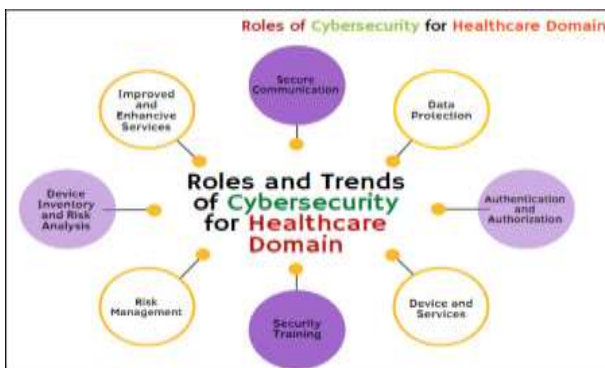 Roles of Cybersecurity for Healthcare Domain
Secure
Communication
Improved
and
Enhancive
Services
Data
Protection
Device
Inventory
and Risk
Analysis
Roles and Trends
of Cybersecurity
for Healthcare
Domain
Authentication
and
Authorization
Risk
Management
Security
Training
Device and
Services